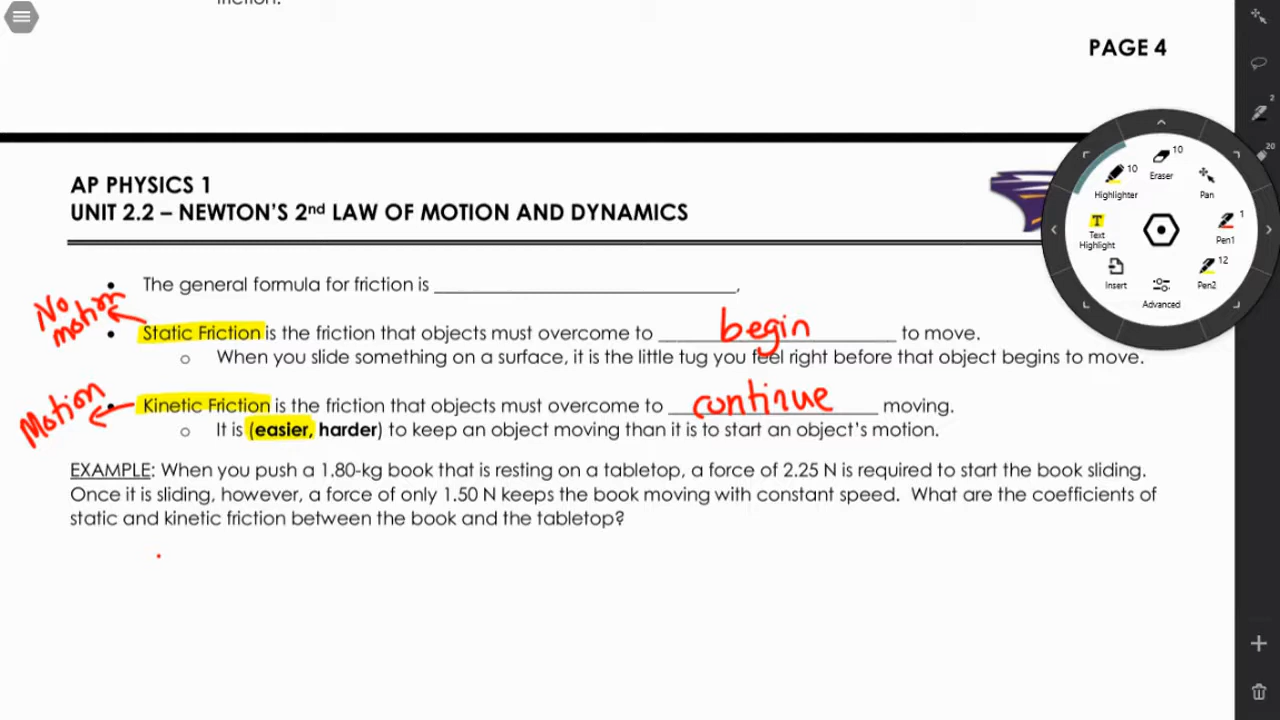 friction.
PAGE 4
AP PHYSICS 1
UNIT 2.2 – NEWTON'S 2nd LAW OF MOTION AND DYNAMICS
• The general formula for friction is ______________________________,
No motion
• Static Friction is the friction that objects must overcome to begin to move.
o When you slide something on a surface, it is the little tug you feel right before that object begins to move.
Motion
• Kinetic Friction is the friction that objects must overcome to continue moving.
o It is (easier, harder) to keep an object moving than it is to start an object's motion.
EXAMPLE: When you push a 1.80-kg book that is resting on a tabletop, a force of 2.25 N is required to start the book sliding.
Once it is sliding, however, a force of only 1.50 N keeps the book moving with constant speed. What are the coefficients of
static and kinetic friction between the book and the tabletop?
10
Eraser
10
Highlighter
Pan
T
Text
Highlight
1
Pen1
Insert
12
Pen2
Advanced
2
20